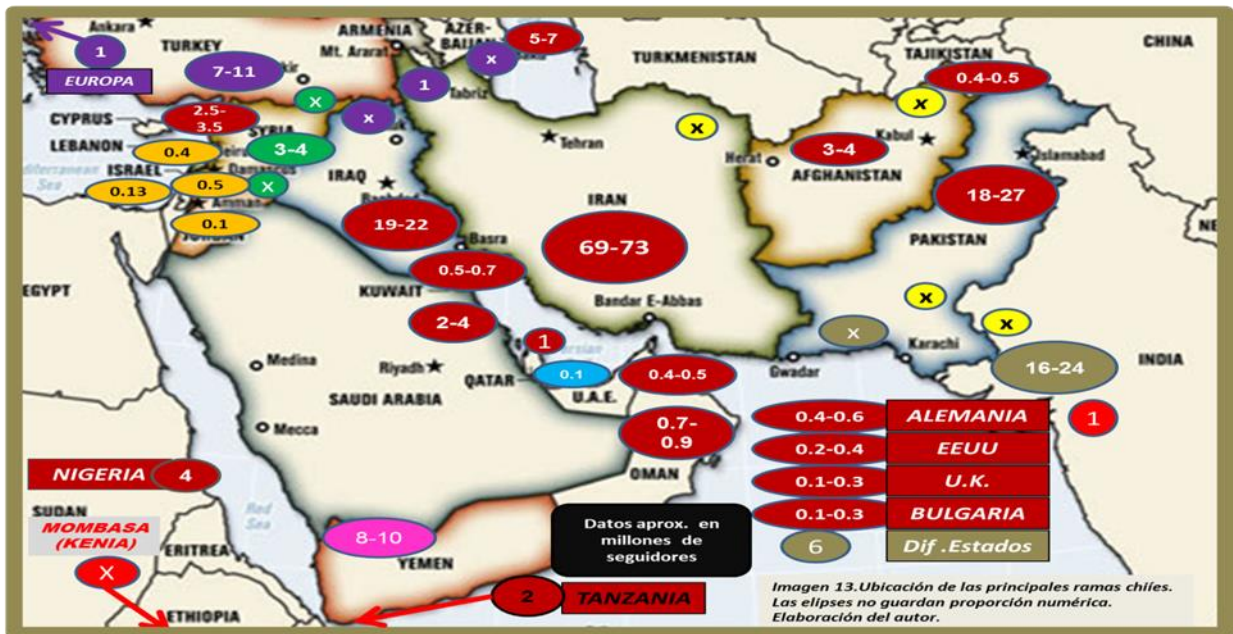 Ankara
ARMENIA
AZER-
BAIJAN
5-7
TURKMENISTAN
TAJIKISTAN
CHINA
1
TURKEY
Mt. Ararat
x
0.4-0.5
EUROPA
7-11
1
Tabriz
2.5-
3.5
X
x
CYPRUS
SYRIA
Tehran
x
x
Kabul
LEBANON
0.4
3-4
Herat
3-4
Islamabad
ISRAEL
Damascus
IRAQ
AFGHANISTAN
0.13
0.5
X
IRAN
18-27
Amman
0.1
19-22
69-73
PAKISTAN
Basra
0.5-0.7
EGYPT
KUWAIT
Bandar E-Abbas
x
2-4
x
x
Medina
1
Karachi
Riyadh
QATAR
0.1
0.4-0.5
Gwadar
16-24
INDIA
SAUDI ARABIA
U.A.E.
Mecca
0.7-
0.9
0.4-0.6
ALEMANIA
1
OMAN
0.2-0.4
EEUU
NIGERIA
4
0.1-0.3
U.K.
SUDAN
Red
Sea
0.1-0.3
BULGARIA
MOMBASA
(KENIA)
8-10
Datos aprox. en
millones de
seguidores
6
Dif .Estados
ERITREA
YEMEN
X
2
TANZANIA
Imagen 13.Ubicación de las principales ramas chiíes.
Las elipses no guardan proporción numérica.
Elaboración del autor.
ETHIOPIA